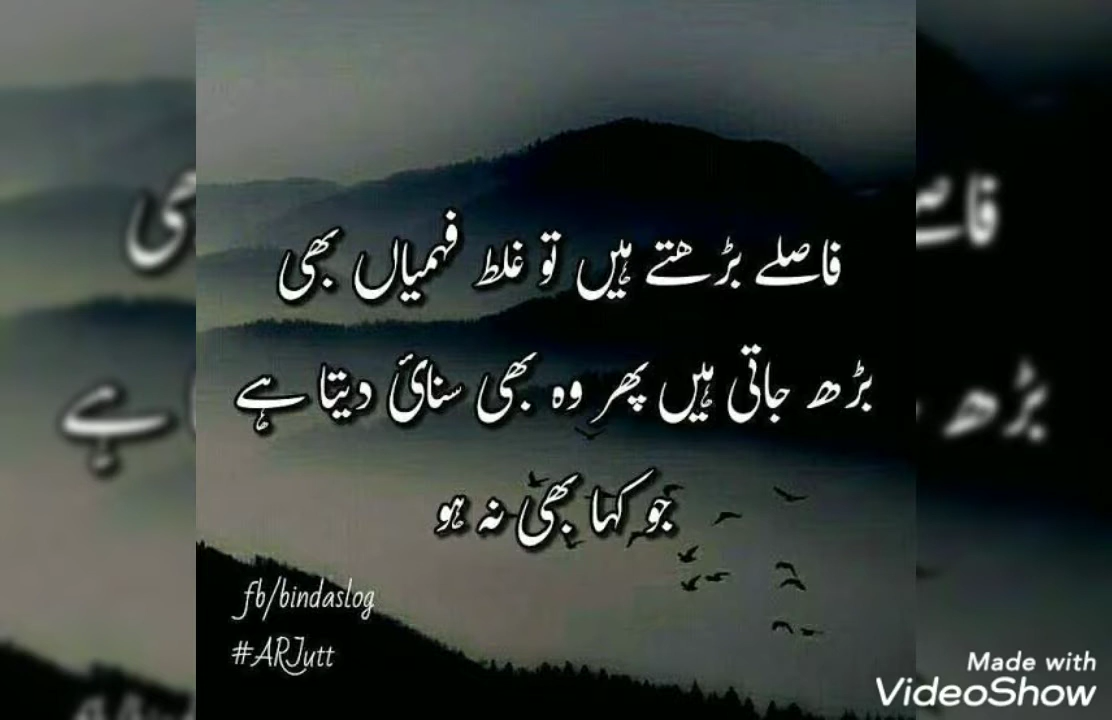 فاصلے بڑھتے ہیں تو غلط فہمیاں بھی
بڑھ جاتی ہیں پھر وہ بھی سنائ دیتا ہے
جو کہا بھی نہ ہو
fb/bindaslog
#ARJutt
Made with
VideoShow